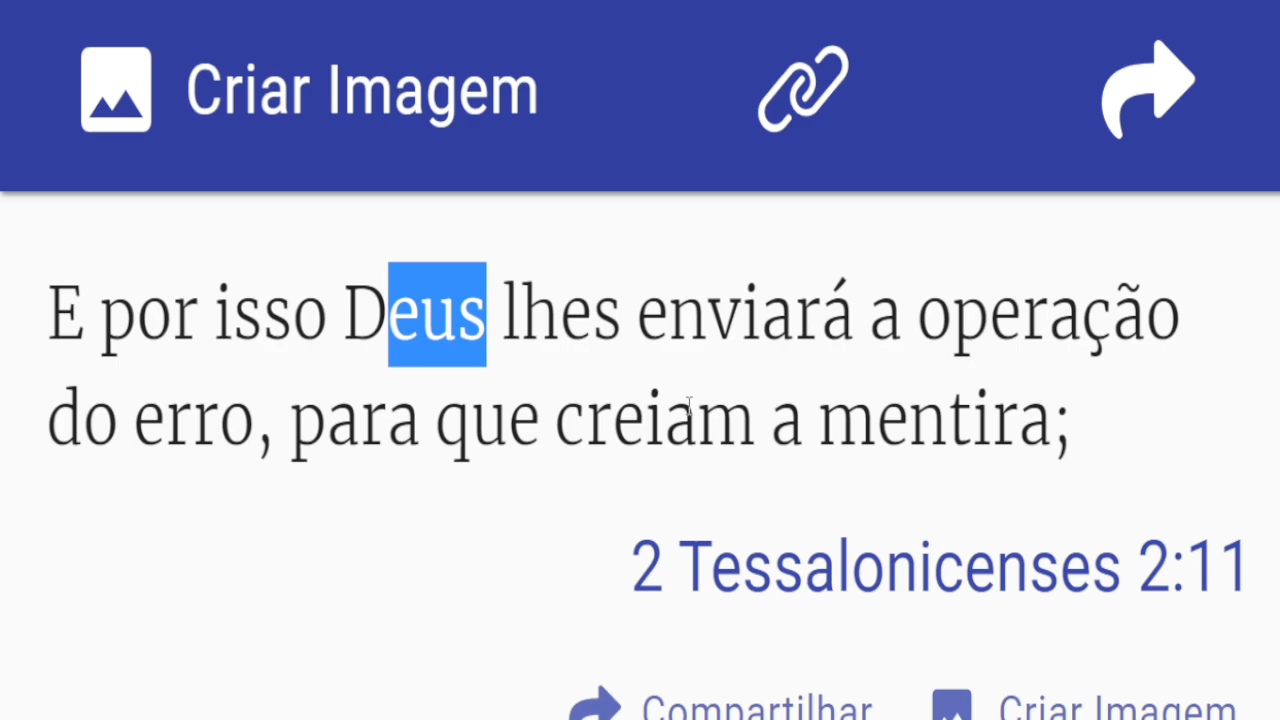 Criar Imagem
E por isso Deus lhes enviará a operação
do erro, para que creiam a mentira;
2 Tessalonicenses 2:11
Compartilhar Criar Imagem